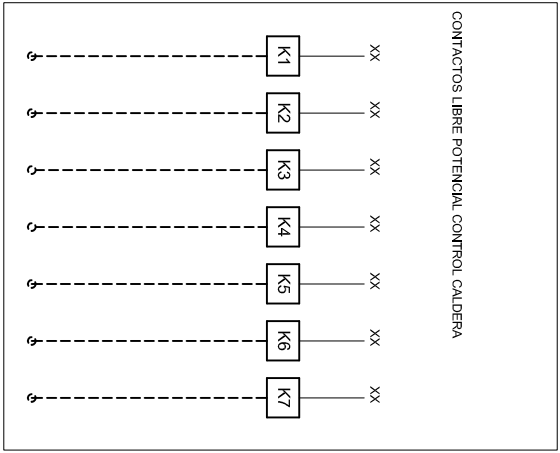 CONTACTOS LIBRE POTENCIAL CONTROL CALDERA
XX
XX
XX
XX
XX
XX
XX
K1
K2
K3
K4
K5
K6
K7